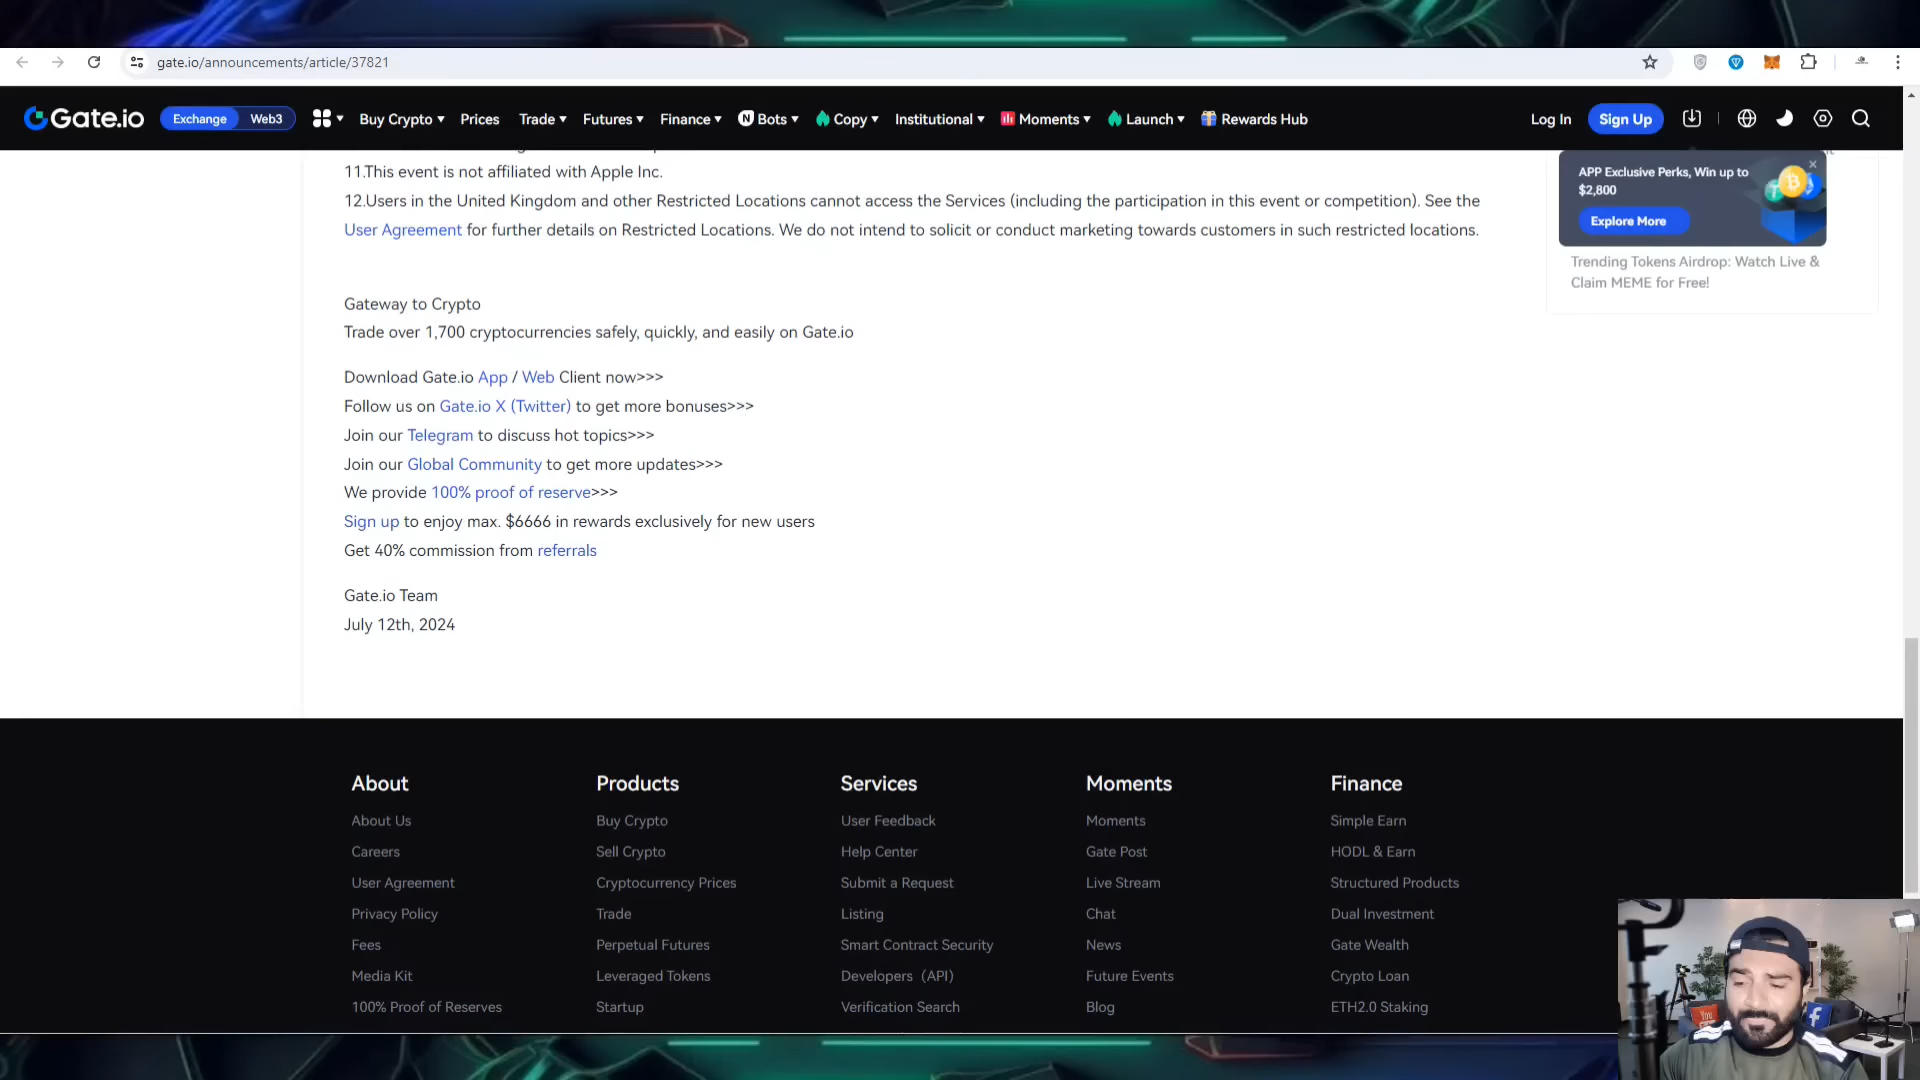 gate.io/announcements/article/37821
Gate.io Exchange Web3 Buy Crypto Prices Trade Futures Finance Bots Copy Institutional Moments Launch Rewards Hub Log In Sign Up
11.This event is not affiliated with Apple Inc.
12.Users in the United Kingdom and other Restricted Locations cannot access the Services (including the participation in this event or competition). See the
User Agreement for further details on Restricted Locations. We do not intend to solicit or conduct marketing towards customers in such restricted locations.
APP Exclusive Perks, Win up to
$2,800
Explore More
Trending Tokens Airdrop: Watch Live &
Claim MEME for Free!
Gateway to Crypto
Trade over 1,700 cryptocurrencies safely, quickly, and easily on Gate.io
Download Gate.io App / Web Client now>>>
Follow us on Gate.io X (Twitter) to get more bonuses>>>
Join our Telegram to discuss hot topics>>>
Join our Global Community to get more updates>>>
We provide 100% proof of reserve>>>
Sign up to enjoy max. $6666 in rewards exclusively for new users
Get 40% commission from referrals
Gate.io Team
July 12th, 2024
About
About Us
Careers
User Agreement
Privacy Policy
Fees
Media Kit
100% Proof of Reserves
Products
Buy Crypto
Sell Crypto
Cryptocurrency Prices
Trade
Perpetual Futures
Leveraged Tokens
Startup
Services
User Feedback
Help Center
Submit a Request
Listing
Smart Contract Security
Developers（API）
Verification Search
Moments
Moments
Gate Post
Live Stream
Chat
News
Future Events
Blog
Finance
Simple Earn
HODL & Earn
Structured Products
Dual Investment
Gate Wealth
Crypto Loan
ETH2.0 Staking
You